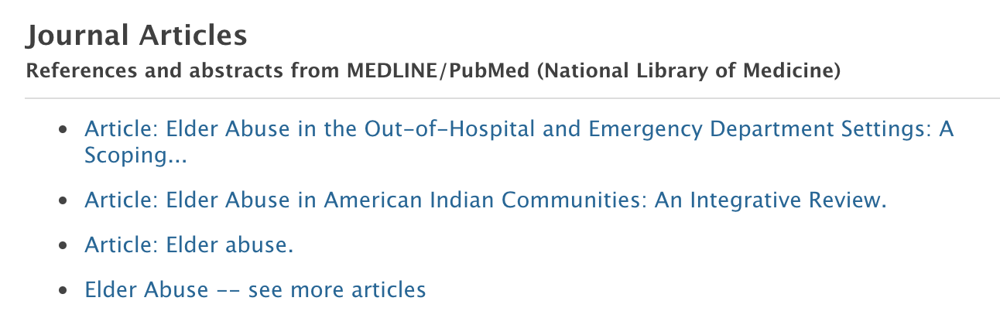 Journal Articles
References and abstracts from MEDLINE/PubMed (National Library of Medicine)
• Article: Elder Abuse in the Out-of-Hospital and Emergency Department Settings: A
Scoping...
• Article: Elder Abuse in American Indian Communities: An Integrative Review.
• Article: Elder abuse.
• Elder Abuse -- see more articles